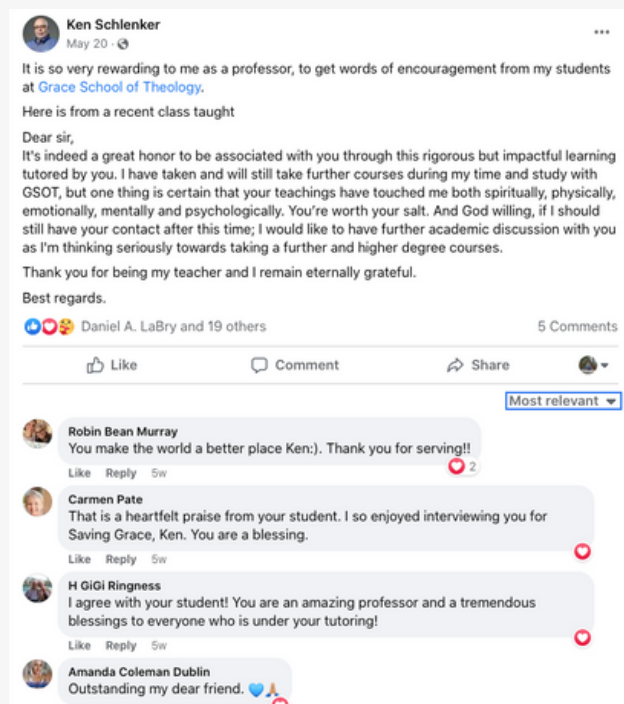 Ken Schlenker
May 20 ·
It is so very rewarding to me as a professor, to get words of encouragement from my students
at Grace School of Theology.
Here is from a recent class taught
Dear sir,
It's indeed a great honor to be associated with you through this rigorous but impactful learning
tutored by you. I have taken and will still take further courses during my time and study with
GSOT, but one thing is certain that your teachings have touched me both spiritually, physically,
emotionally, mentally and psychologically. You're worth your salt. And God willing, if I should
still have your contact after this time; I would like to have further academic discussion with you
as I'm thinking seriously towards taking a further and higher degree courses.
Thank you for being my teacher and I remain eternally grateful.
Best regards.
Daniel A. LaBry and 19 others 5 Comments
Like Comment Share
Most relevant
Robin Bean Murray
You make the world a better place Ken:). Thank you for serving!!
2
Like Reply 5w
Carmen Pate
That is a heartfelt praise from your student. I so enjoyed interviewing you for
Saving Grace, Ken. You are a blessing.
Like Reply 5w
H GiGi Ringness
I agree with your student! You are an amazing professor and a tremendous
blessings to everyone who is under your tutoring!
Like Reply 5w
Amanda Coleman Dublin
Outstanding my dear friend. 💙🙏🏽